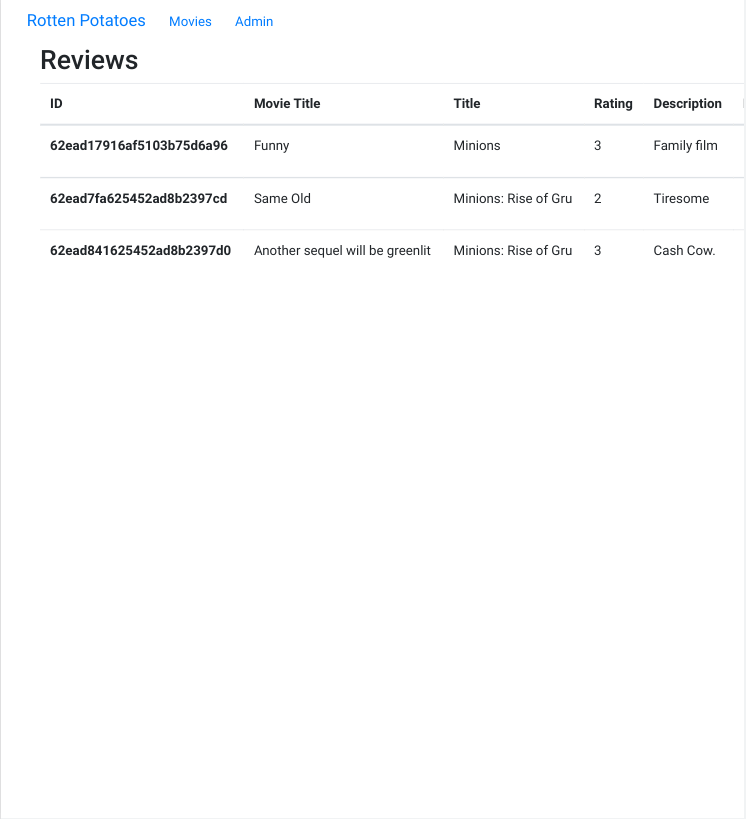 Rotten Potatoes Movies Admin
Reviews
ID Movie Title Title Rating Description
62ead17916af5103b75d6a96 Funny Minions 3 Family film
62ead7fa625452ad8b2397cd Same Old Minions: Rise of Gru 2 Tiresome
62ead841625452ad8b2397d0 Another sequel will be greenlit Minions: Rise of Gru 3 Cash Cow.